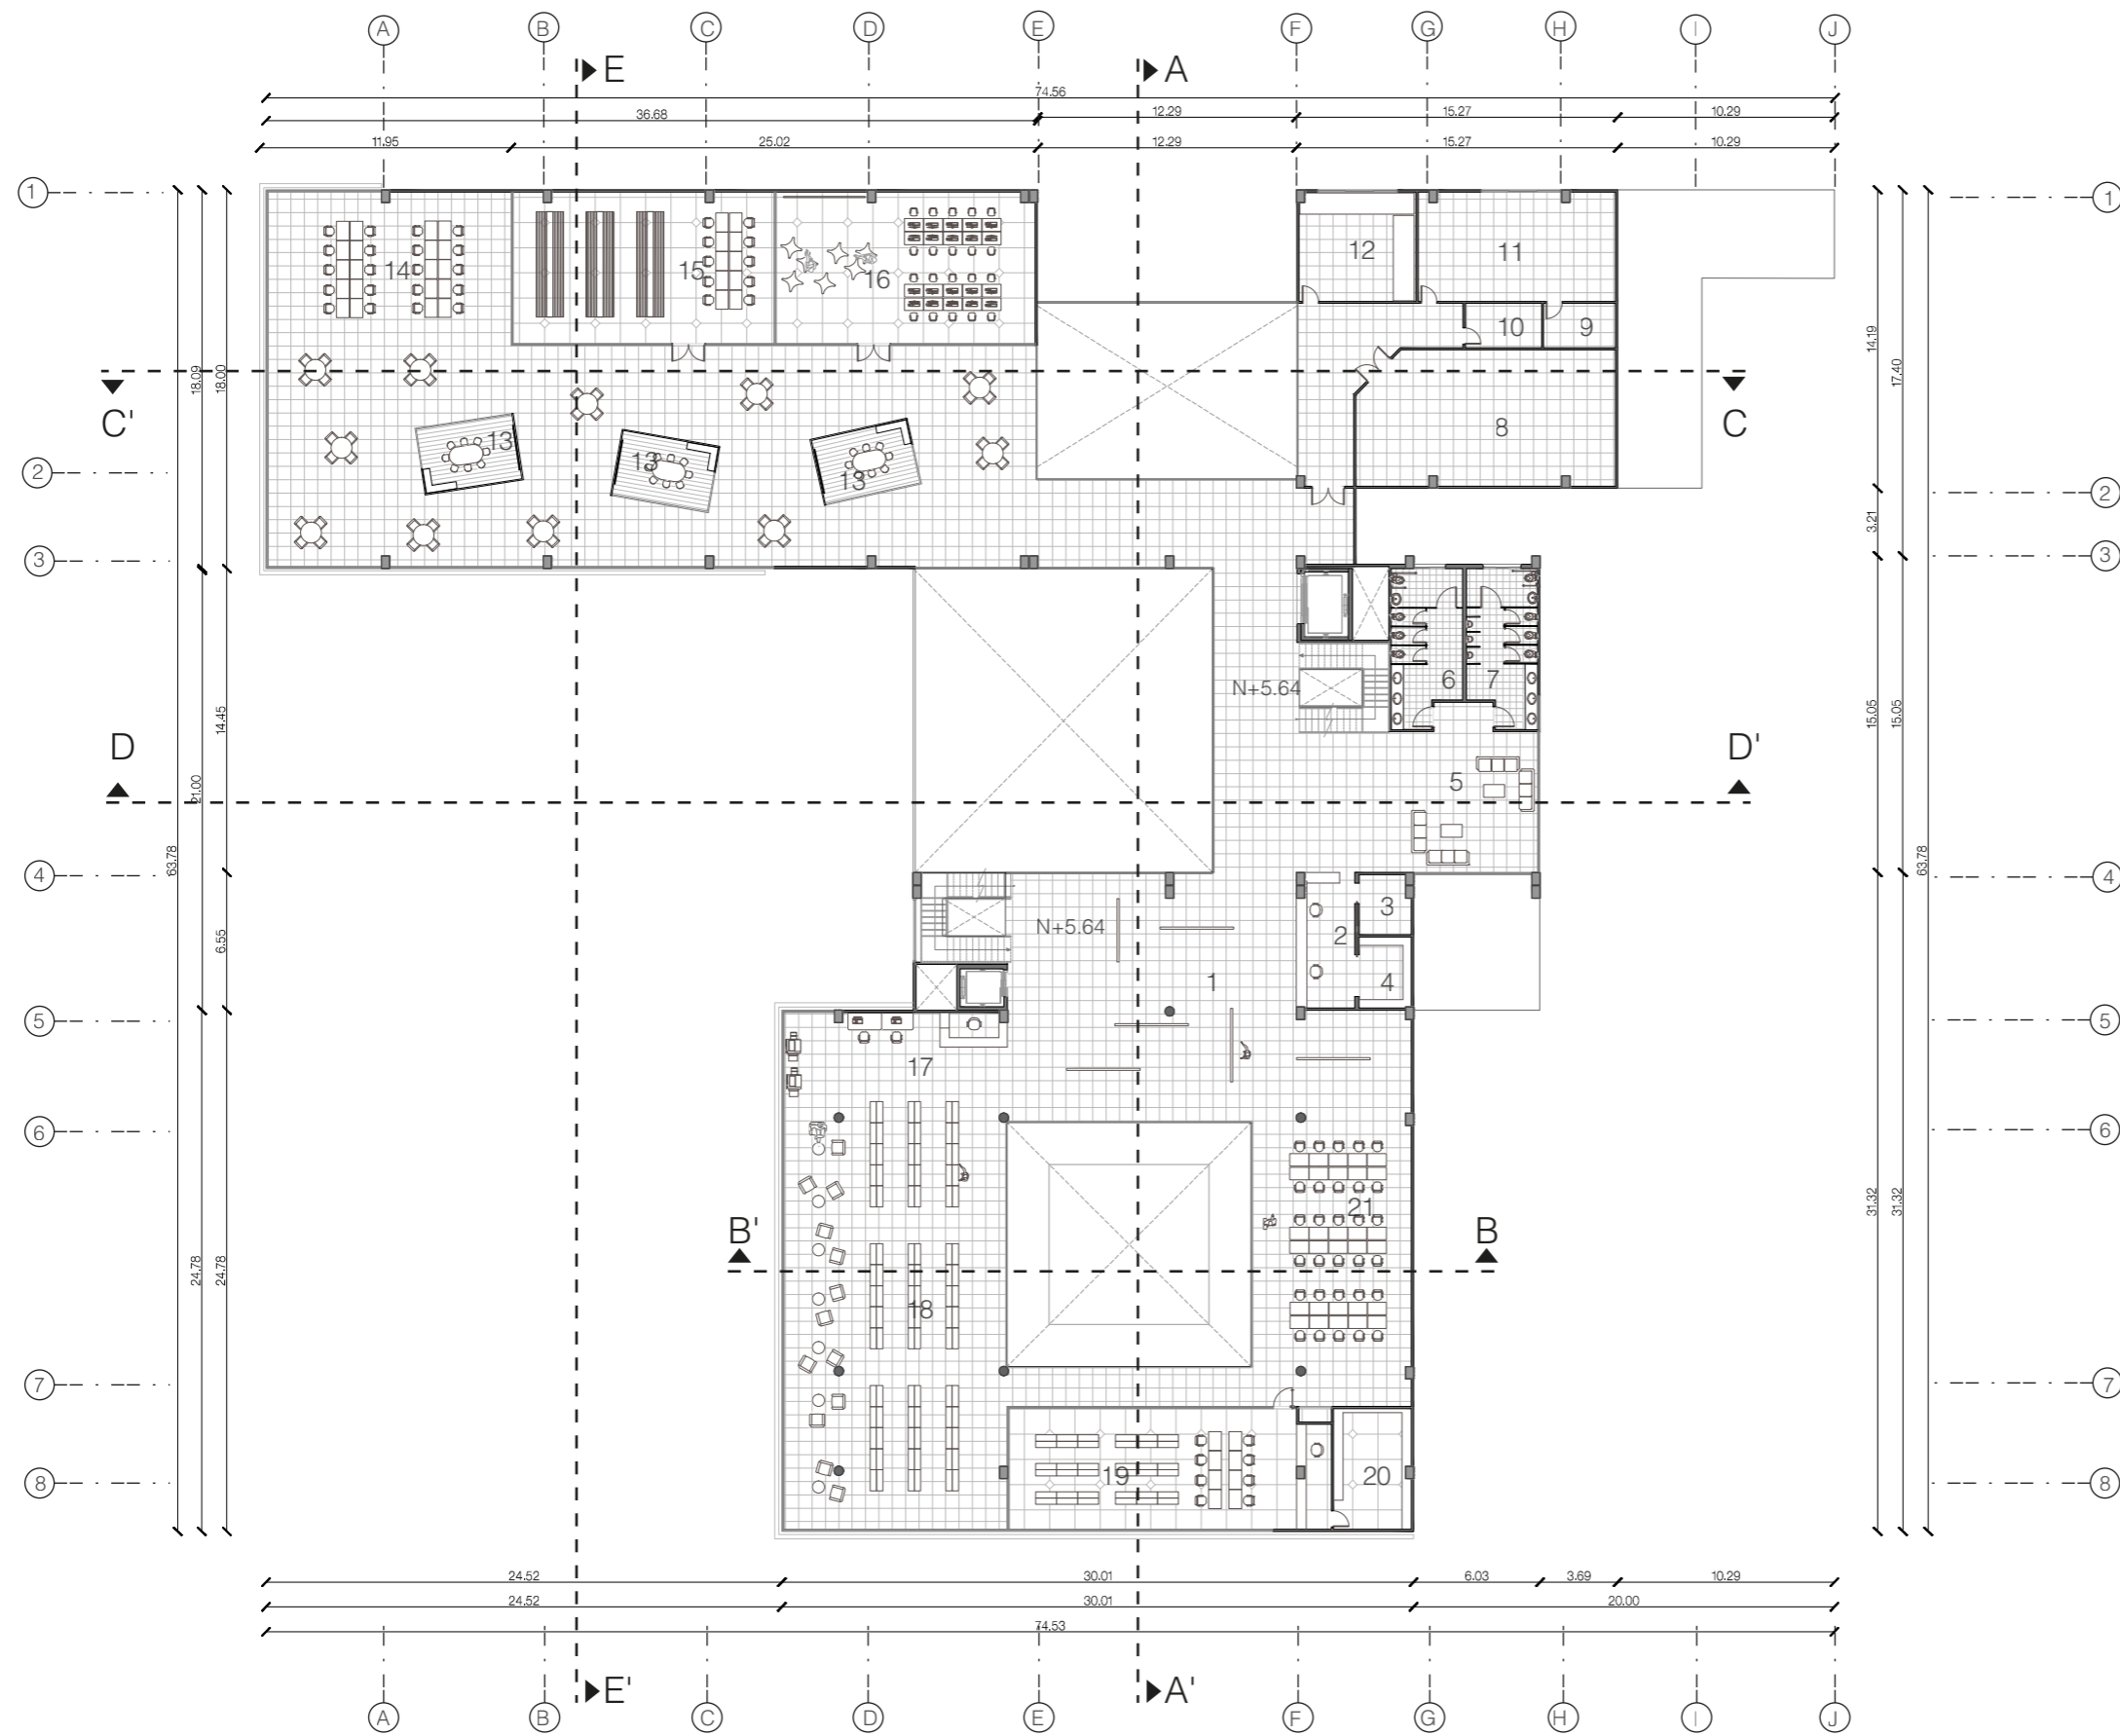 A B C D E F G H I J
E A
74.56
36.68 12.29 15.27 10.29
11.95 25.02 12.29 15.27 10.29
1 1
12 11
14 15 16
10 9
14.19
17.40
18.09
18.00
C' C
8
13 13 13
2 2
3.21
3 3
6 7
N+5.64
14.45
15.05
15.05
D D'
5
21.00
63.78
63.78
4 4
3
N+5.64
2
6.55
1 4
5 5
17
6 6
21
31.32
31.32
B' B
24.78
24.78
18
7 7
19 20
8 8
24.52 30.01 6.03 3.69 10.29
24.52 30.01 20.00
74.53
E' A'
A B C D E F G H I J